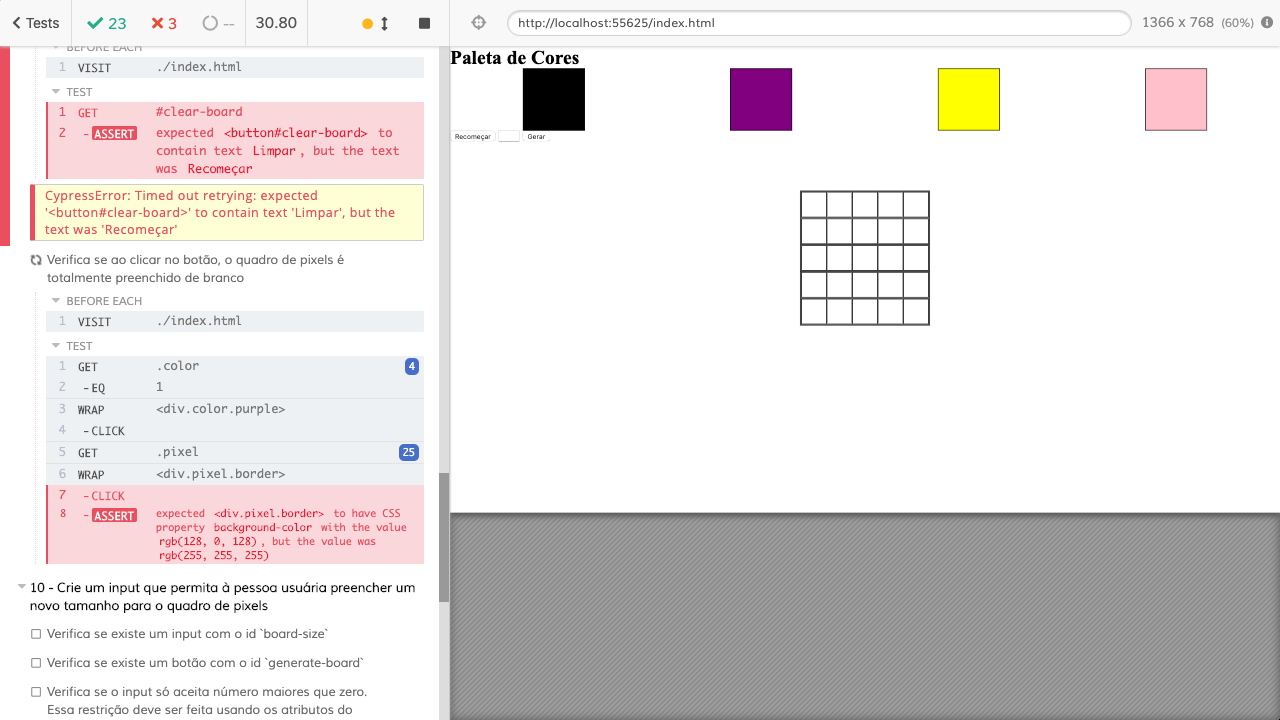 Tests
23
3
--
30.80
http://localhost:55625/index.html
1366 x 768 (60%)
BEFORE EACH
1 VISIT ./index.html
TEST
1 GET #clear-board
2 -ASSERT expected <button#clear-board> to
contain text Limpar, but the text
was Recomeçar
CypressError: Timed out retrying: expected
'<button#clear-board>' to contain text 'Limpar', but the
text was 'Recomeçar'
Verifica se ao clicar no botão, o quadro de pixels é
totalmente preenchido de branco
BEFORE EACH
1 VISIT ./index.html
TEST
1 GET .color 4
2 -EQ 1
3 WRAP <div.color.purple>
4 -CLICK
5 GET .pixel 25
6 WRAP <div.pixel.border>
7 -CLICK
8 -ASSERT expected <div.pixel.border> to have CSS
property background-color with the value
rgb(128, 0, 128), but the value was
rgb(255, 255, 255)
10 - Crie um input que permita à pessoa usuária preencher um
novo tamanho para o quadro de pixels
Verifica se existe um input com o id `board-size`
Verifica se existe um botão com o id `generate-board`
Verifica se o input só aceita número maiores que zero.
Essa restrição deve ser feita usando os atributos do
Paleta de Cores
Recomeçar
Gerar